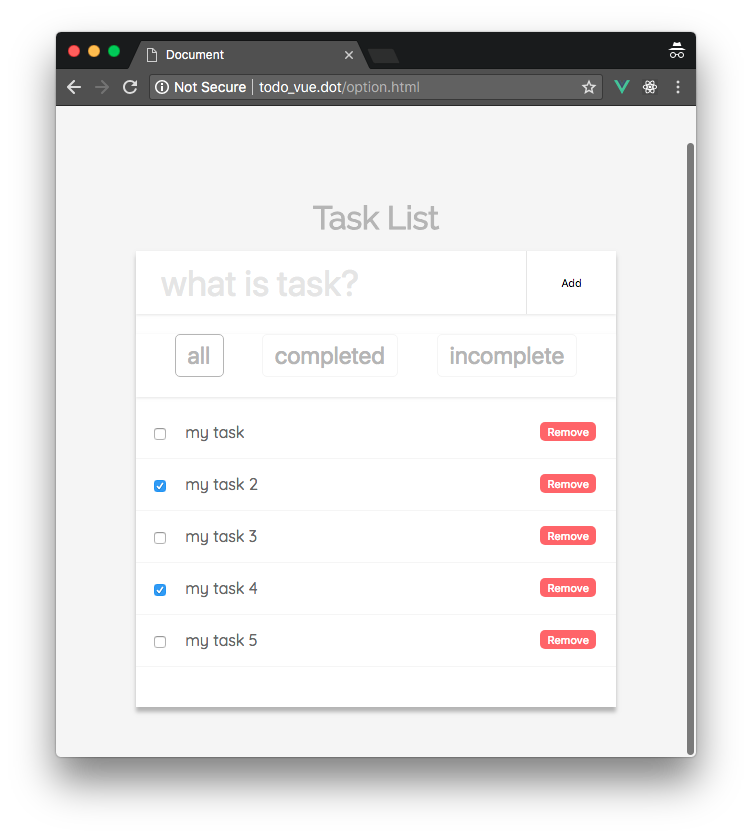 Document
Not Secure | todo_vue.dot/option.html
Task List
what is task? Add
all completed incomplete
my task Remove
my task 2 Remove
my task 3 Remove
my task 4 Remove
my task 5 Remove